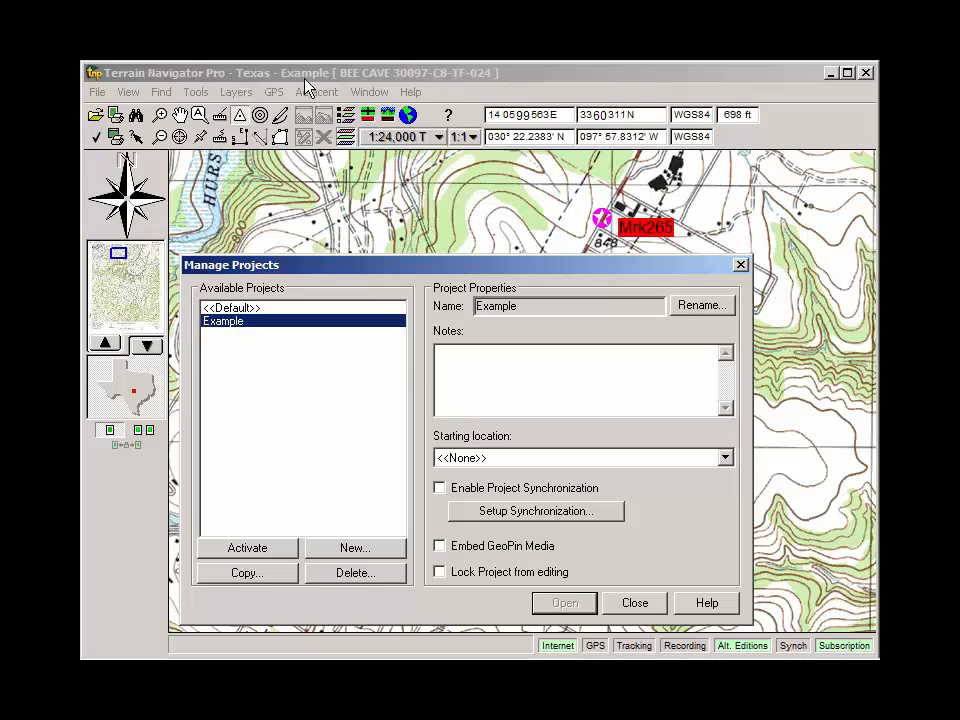 tnp Terrain Navigator Pro - Texas - Example [ BEE CAVE 30097-C8-TF-024 ]
File View Find Tools Layers GPS Adjacent Window Help
? 14 0599563E 3360311N WGS84 698 ft
1:24,000 T 1:1 030° 22.2383' N 097° 57.8312' W WGS84
HURS
Mrk265
848
Manage Projects
Available Projects
<<Default>>
Example
Activate New...
Copy... Delete...
Project Properties
Name: Example Rename...
Notes:
Starting location:
<<None>>
Enable Project Synchronization
Setup Synchronization...
Embed GeoPin Media
Lock Project from editing
Open Close Help
Internet GPS Tracking Recording Alt. Editions Synch Subscription